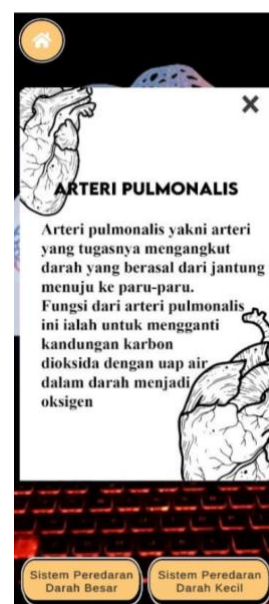 ARTERI PULMONALIS
Arteri pulmonalis yakni arteri
yang tugasnya mengangkut
darah yang berasal dari jantung
menuju ke paru-paru.
Fungsi dari arteri pulmonalis
ini ialah untuk mengganti
kandungan karbon
dioksida dengan uap air
dalam darah menjadi
oksigen
Sistem Peredaran
Darah Besar
Sistem Peredaran
Darah Kecil